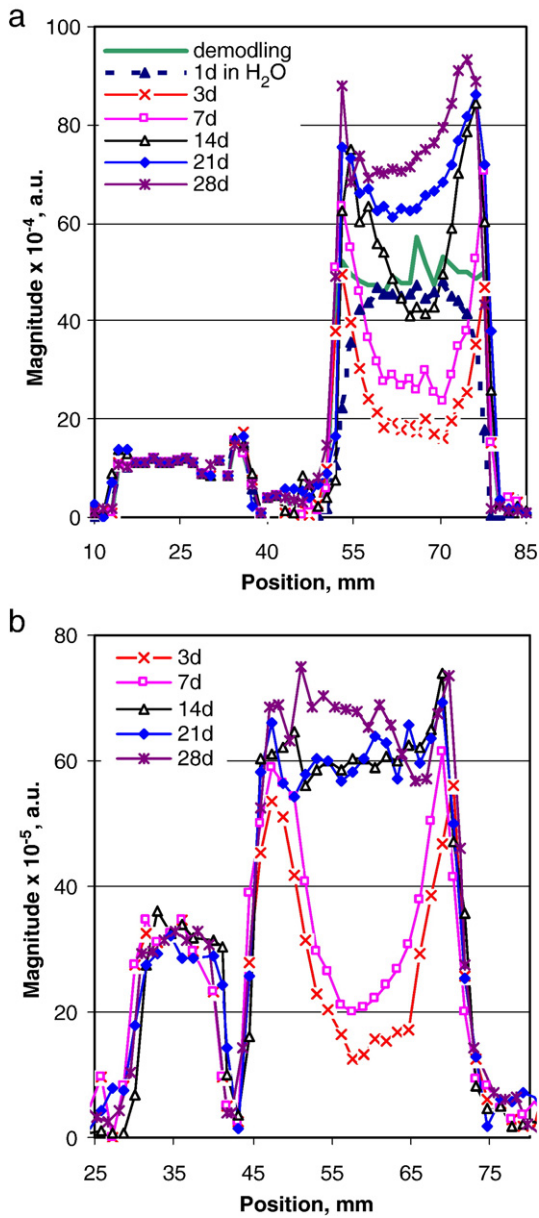 a
Magnitude x 10-4, a.u.
100
80
60
40
20
0
demodling
1d in H2O
3d
7d
14d
21d
28d
10 25 40 55 70 85
Position, mm
b
Magnitude x 10-5, a.u.
80
60
40
20
0
3d
7d
14d
21d
28d
25 35 45 55 65 75
Position, mm